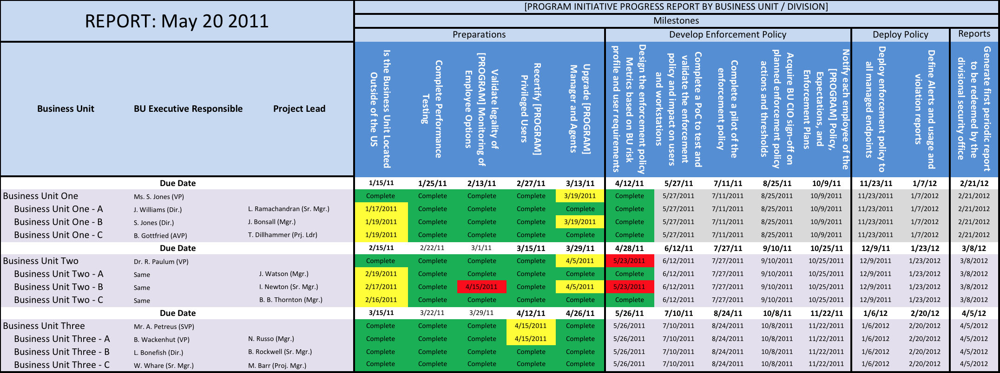 REPORT: May 20 2011
[PROGRAM INITIATIVE PROGRESS REPORT BY BUSINESS UNIT / DIVISION]
Milestones
Preparations Develop Enforcement Policy Deploy Policy Reports
Business Unit BU Executive Responsible Project Lead
Is the Business Unit Located
Outside of the US
Complete Performance
Testing
Validate legality of
[PROGRAM] Monitoring of
Employee Options
Recertify [PROGRAM]
Privileged Users
Upgrade [PROGRAM]
Manager and Agents
Design the enforcement policy
Metrics based on BU risk
profile and user requirements
Complete a PoC to test and
validate the enforcement
policy and impact on users
and workstations
Complete a pilot of the
enforcement policy
Acquire BU CIO sign-off on
planned enforcement policy
actions and thresholds
Notify each employee of the
[PROGRAM] Policy,
Expectations, and
Enforcement Plans
Deploy enforcement policy to
all managed endpoints
Define Alerts and usage and
violation reports
Generate first periodic report
to be redeemed by the
divisional security office
Due Date 1/15/11 1/25/11 2/13/11 2/27/11 3/13/11 4/12/11 5/27/11 7/11/11 8/25/11 10/9/11 11/23/11 1/7/12 2/21/12
Business Unit One Ms. S. Jones (VP) Complete Complete Complete Complete 3/19/2011 Complete 5/27/2011 7/11/2011 8/25/2011 10/9/2011 11/23/2011 1/7/2012 2/21/2012
Business Unit One - A J. Williams (Dir.) L. Ramachandran (Sr. Mgr.) 1/17/2011 Complete Complete Complete Complete Complete 5/27/2011 7/11/2011 8/25/2011 10/9/2011 11/23/2011 1/7/2012 2/21/2012
Business Unit One - B S. Jones (Dir.) J. Bonsall (Mgr.) 1/19/2011 Complete Complete Complete 3/19/2011 Complete 5/27/2011 7/11/2011 8/25/2011 10/9/2011 11/23/2011 1/7/2012 2/21/2012
Business Unit One - C B. Gottfried (AVP) T. Dillhammer (Prj. Ldr) 1/19/2011 Complete Complete Complete Complete Complete 5/27/2011 7/11/2011 8/25/2011 10/9/2011 11/23/2011 1/7/2012 2/21/2012
Due Date 2/15/11 2/22/11 3/1/11 3/15/11 3/29/11 4/28/11 6/12/11 7/27/11 9/10/11 10/25/11 12/9/11 1/23/12 3/8/12
Business Unit Two Dr. R. Paulum (VP) Complete Complete Complete Complete 4/5/2011 5/23/2011 6/12/2011 7/27/2011 9/10/2011 10/25/2011 12/9/2011 1/23/2012 3/8/2012
Business Unit Two - A Same J. Watson (Mgr.) 2/19/2011 Complete Complete Complete Complete Complete 6/12/2011 7/27/2011 9/10/2011 10/25/2011 12/9/2011 1/23/2012 3/8/2012
Business Unit Two - B Same I. Newton (Sr. Mgr.) 2/17/2011 Complete 4/15/2011 Complete 4/5/2011 5/23/2011 6/12/2011 7/27/2011 9/10/2011 10/25/2011 12/9/2011 1/23/2012 3/8/2012
Business Unit Two - C Same B. B. Thornton (Mgr.) 2/16/2011 Complete Complete Complete Complete Complete 6/12/2011 7/27/2011 9/10/2011 10/25/2011 12/9/2011 1/23/2012 3/8/2012
Due Date 3/15/11 3/22/11 3/29/11 4/12/11 4/26/11 5/26/11 7/10/11 8/24/11 10/8/11 11/22/11 1/6/12 2/20/12 4/5/12
Business Unit Three Mr. A. Petreus (SVP) Complete Complete Complete 4/15/2011 Complete 5/26/2011 7/10/2011 8/24/2011 10/8/2011 11/22/2011 1/6/2012 2/20/2012 4/5/2012
Business Unit Three - A B. Wackenhut (VP) N. Russo (Mgr.) Complete Complete Complete 4/15/2011 Complete 5/26/2011 7/10/2011 8/24/2011 10/8/2011 11/22/2011 1/6/2012 2/20/2012 4/5/2012
Business Unit Three - B L. Bonefish (Dir.) B. Rockwell (Sr. Mgr.) Complete Complete Complete Complete Complete 5/26/2011 7/10/2011 8/24/2011 10/8/2011 11/22/2011 1/6/2012 2/20/2012 4/5/2012
Business Unit Three - C W. Whare (Sr. Mgr.) M. Barr (Proj. Mgr.) Complete Complete Complete Complete Complete 5/26/2011 7/10/2011 8/24/2011 10/8/2011 11/22/2011 1/6/2012 2/20/2012 4/5/2012